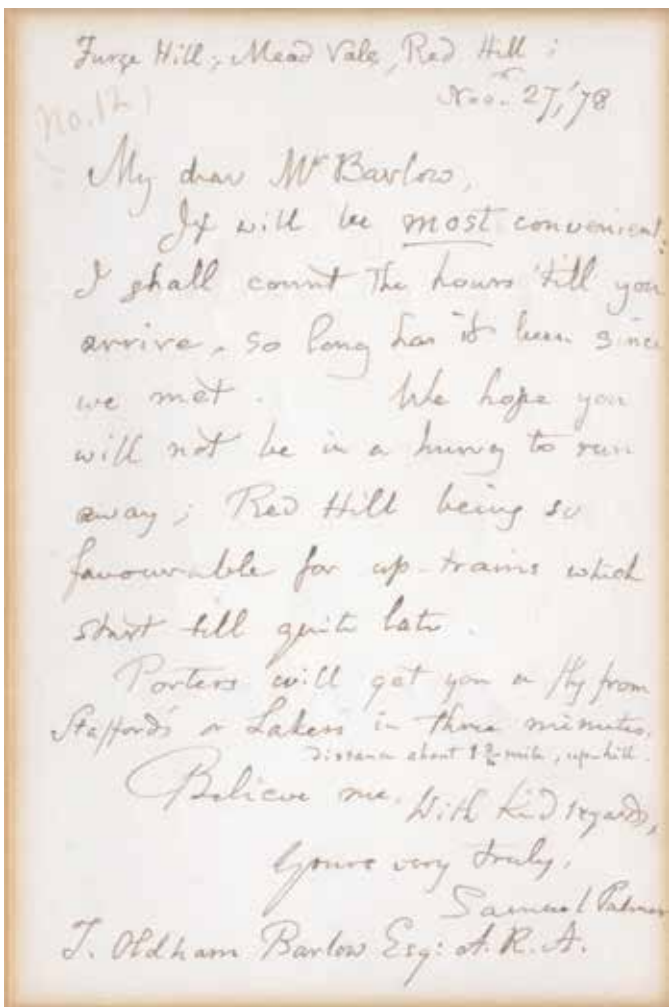 Furze Hill; Mead Vale, Red Hill;
Nov. 27, '78
(No. 12)
My dear Mr Barlow,
It will be most convenient:
I shall count the hours 'till you
arrive, so long has it been since
we met. We hope you
will not be in a hurry to run
away; Red Hill being so
favourable for up-trains which
start till quite late.
Porters will get you a fly from
Stafford's or Lakers in three minutes.
Distance about mile, up-hill.
Believe me, With kind regards,
Yours very truly,
Samuel Palmer
T. Oldham Barlow Esq: A. R. A.